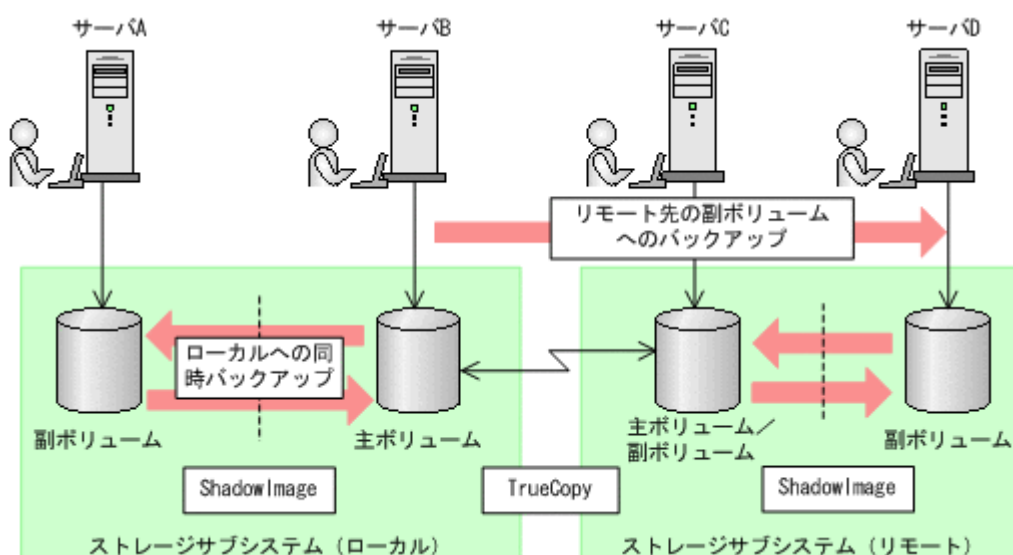 サーバA
サーバB
サーバC
サーバD
リモート先の副ボリューム
へのバックアップ
ローカルへの同
時バックアップ
副ボリューム
主ボリューム
主ボリューム／
副ボリューム
副ボリューム
ShadowImage
TrueCopy
ShadowImage
ストレージサブシステム（ローカル）
ストレージサブシステム（リモート）